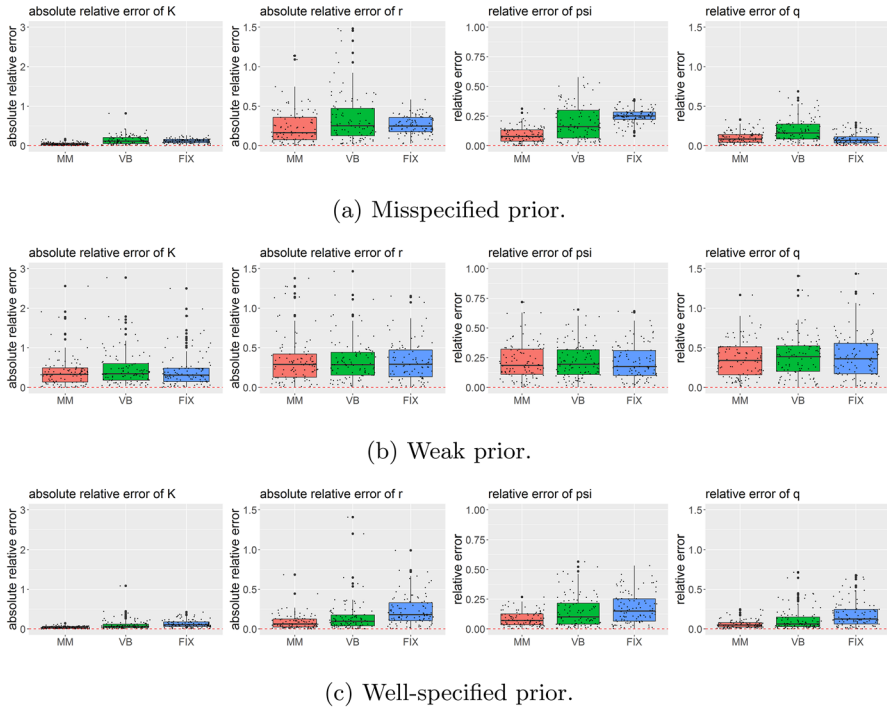 absolute relative error of K
absolute relative error of r
relative error of psi
relative error of q
absolute relative error
3
2
1
0
MM
VB
FIX
absolute relative error
1.5
1.0
0.5
0.0
MM
VB
FIX
relative error
1.00
0.75
0.50
0.25
0.00
MM
VB
FIX
relative error
1.5
1.0
0.5
0.0
MM
VB
FIX
(a) Misspecified prior.
absolute relative error of K
absolute relative error of r
relative error of psi
relative error of q
absolute relative error
3
2
1
0
MM
VB
FIX
absolute relative error
1.5
1.0
0.5
0.0
MM
VB
FIX
relative error
1.00
0.75
0.50
0.25
0.00
MM
VB
FIX
relative error
1.5
1.0
0.5
0.0
MM
VB
FIX
(b) Weak prior.
absolute relative error of K
absolute relative error of r
relative error of psi
relative error of q
absolute relative error
3
2
1
0
MM
VB
FIX
absolute relative error
1.5
1.0
0.5
0.0
MM
VB
FIX
relative error
1.00
0.75
0.50
0.25
0.00
MM
VB
FIX
relative error
1.5
1.0
0.5
0.0
MM
VB
FIX
(c) Well-specified prior.